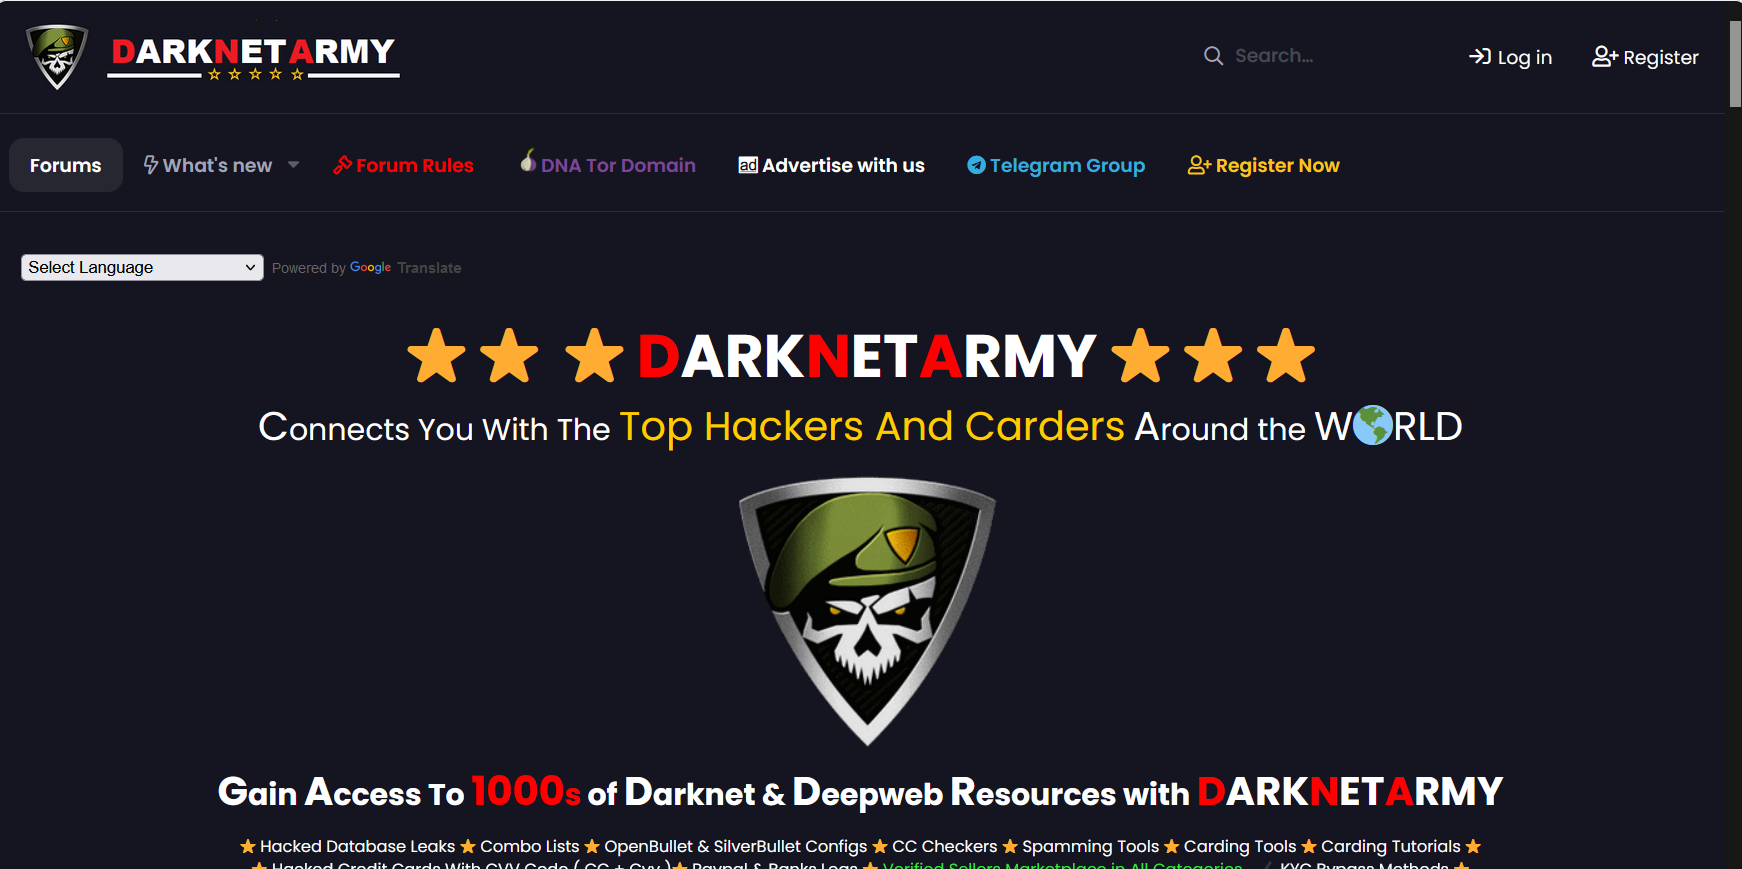 DARKNETARMY
Search...
Log in
Register
Forums
What's new
Forum Rules
DNA Tor Domain
ad Advertise with us
Telegram Group
Register Now
Select Language
Powered by Google Translate
DARKNETARMY
Connects You With The Top Hackers And Carders Around the W🌎RLD
Gain Access To 1000s of Darknet & Deepweb Resources with DARKNETARMY
⭐ Hacked Database Leaks ⭐ Combo Lists ⭐ OpenBullet & SilverBullet Configs ⭐ CC Checkers ⭐ Spamming Tools ⭐ Carding Tools ⭐ Carding Tutorials ⭐
⭐ Hacked Credit Cards With CVV Code ( CC + Cvv ) ⭐ Paypal & Banks Logs ⭐ Verified Sellers Marketplace in All Categories ✓ KYC Bypass Methods ⭐